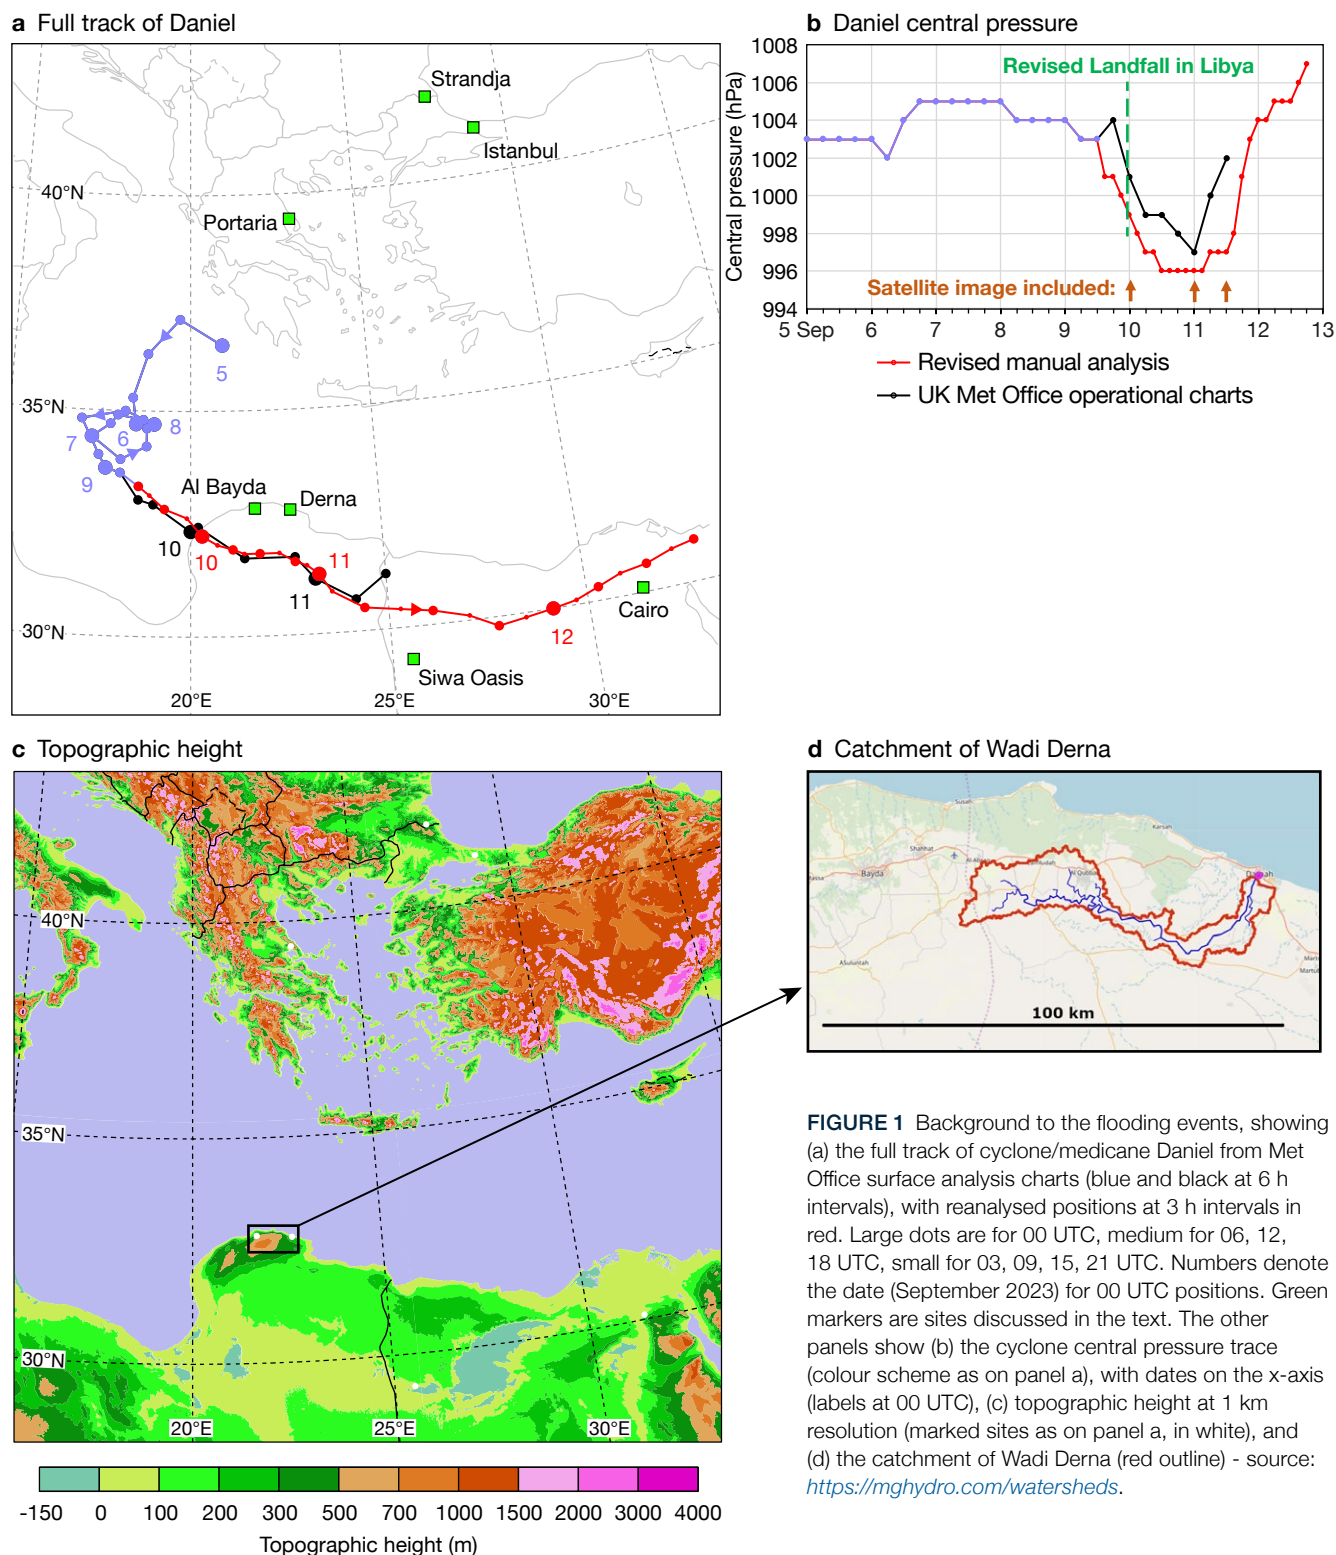 a Full track of Daniel
Strandja
Istanbul
40°N
Portaria
5
35°N
7
6
8
9
Al Bayda
Derna
10
10
11
11
30°N
12
Cairo
Siwa Oasis
20°E
25°E
30°E
b Daniel central pressure
Central pressure (hPa)
1008
1006
1004
1002
1000
998
996
994
Revised Landfall in Libya
Satellite image included:
5 Sep
6
7
8
9
10
11
12
13
Revised manual analysis
UK Met Office operational charts
c Topographic height
40°N
35°N
30°N
20°E
25°E
30°E
-150
0
100
200
300
500
700
1000
1500
2000
3000
4000
Topographic height (m)
d Catchment of Wadi Derna
Susah
Karsah
Shahhat
Bayda
Al Qubbah
ASuluntah
100 km
FIGURE 1 Background to the flooding events, showing
(a) the full track of cyclone/medicane Daniel from Met
Office surface analysis charts (blue and black at 6 h
intervals), with reanalysed positions at 3 h intervals in
red. Large dots are for 00 UTC, medium for 06, 12,
18 UTC, small for 03, 09, 15, 21 UTC. Numbers denote
the date (September 2023) for 00 UTC positions. Green
markers are sites discussed in the text. The other
panels show (b) the cyclone central pressure trace
(colour scheme as on panel a), with dates on the x-axis
(labels at 00 UTC), (c) topographic height at 1 km
resolution (marked sites as on panel a, in white), and
(d) the catchment of Wadi Derna (red outline) - source:
https://mghydro.com/watersheds.